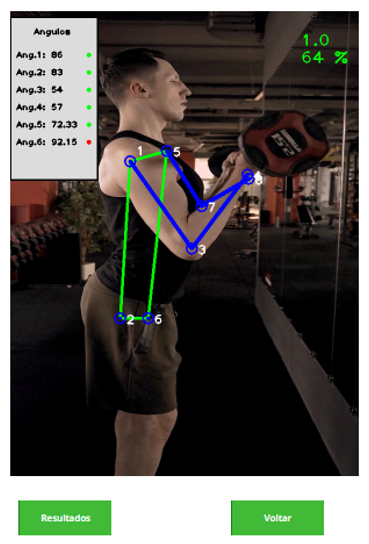 Angulos
Ang.1: 86
Ang.2: 83
Ang.3: 54
Ang.4: 57
Ang.5: 72.33
Ang.6: 92.15
1.0
64 %
1
5
7
3
2
6
Resultados
Voltar